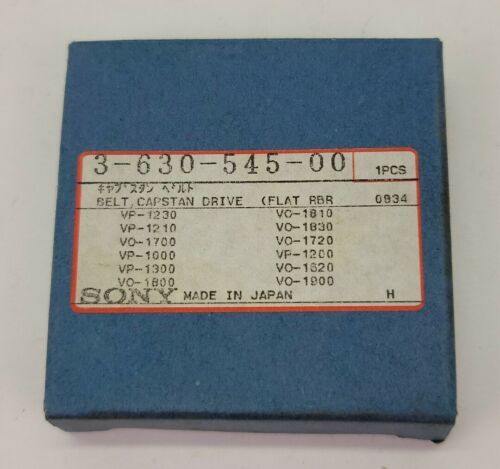 3-630-545-00 1PCS
キャプスタン ベルト
BELT,CAPSTAN DRIVE (FLAT RBR 0834
VP-1230 VO-1810
VP-1210 VO-1830
VO-1700 VO-1720
VP-1000 VP-1200
VP-1300 VO-1620
VO-1800 VO-1900
SONY MADE IN JAPAN H